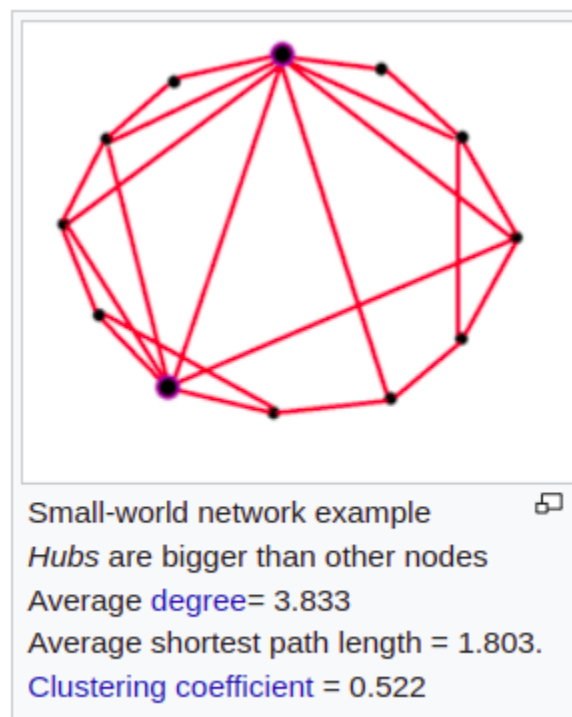 Small-world network example
Hubs are bigger than other nodes
Average degree= 3.833
Average shortest path length = 1.803.
Clustering coefficient = 0.522